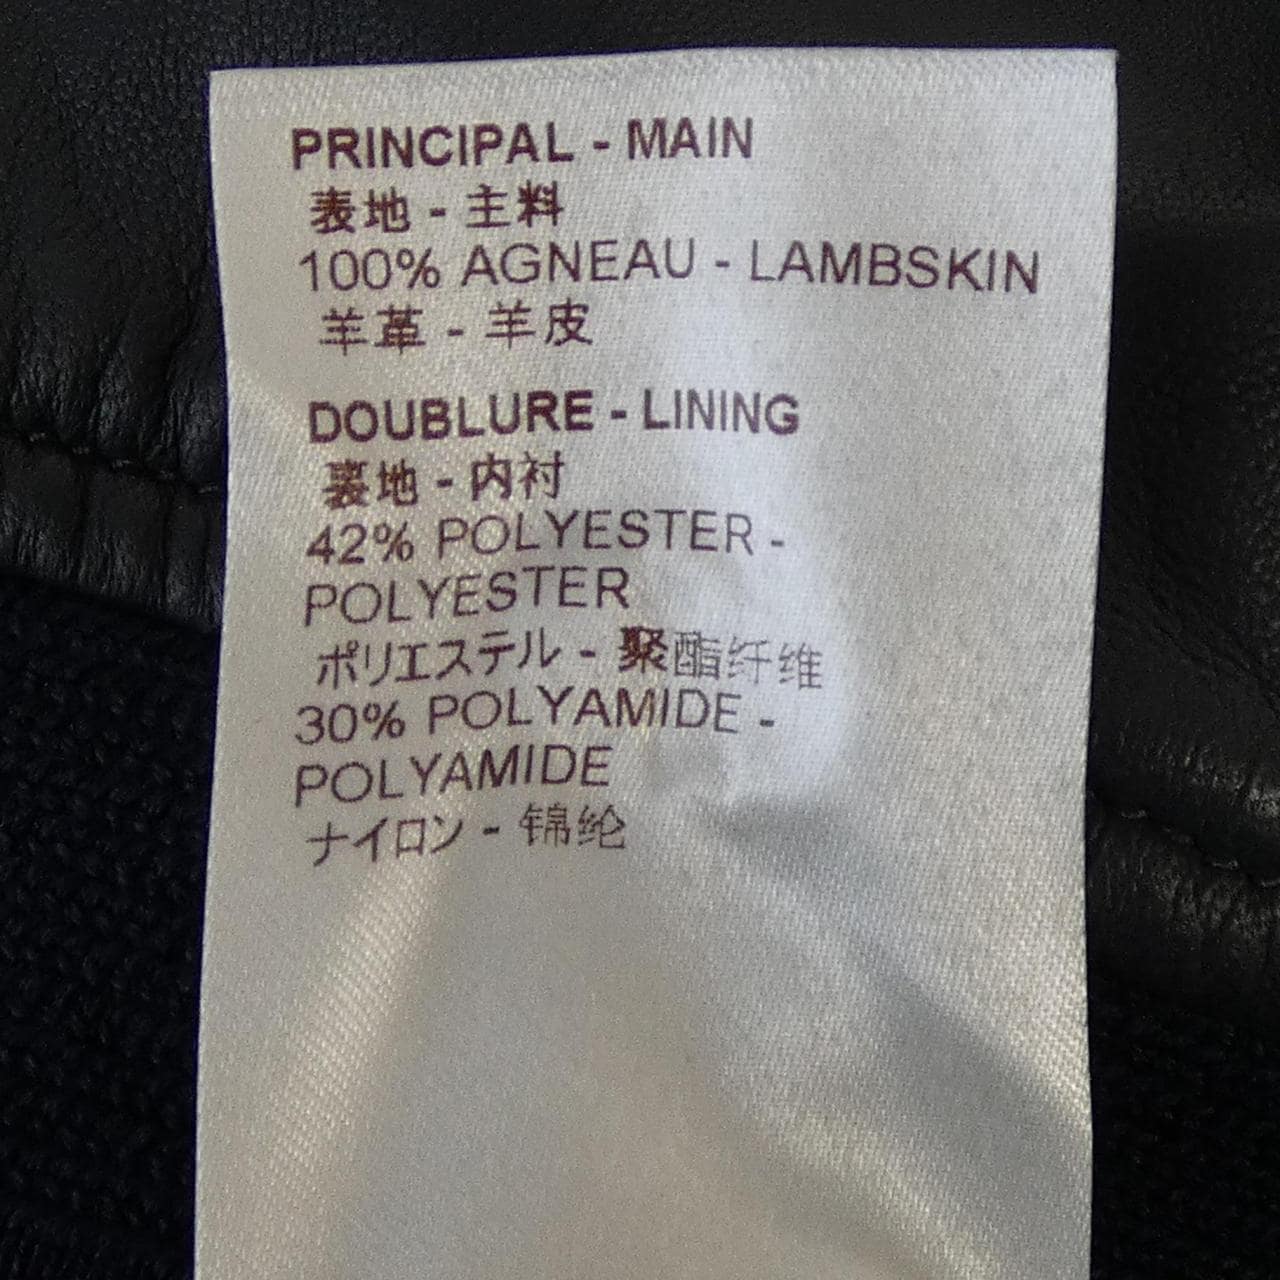 PRINCIPAL - MAIN
表地 - 主料
100% AGNEAU - LAMBSKIN
羊革 - 羊皮
DOUBLURE - LINING
裏地 - 内衬
42% POLYESTER -
POLYESTER
ポリエステル - 聚酯纤维
30% POLYAMIDE -
POLYAMIDE
ナイロン - 锦纶